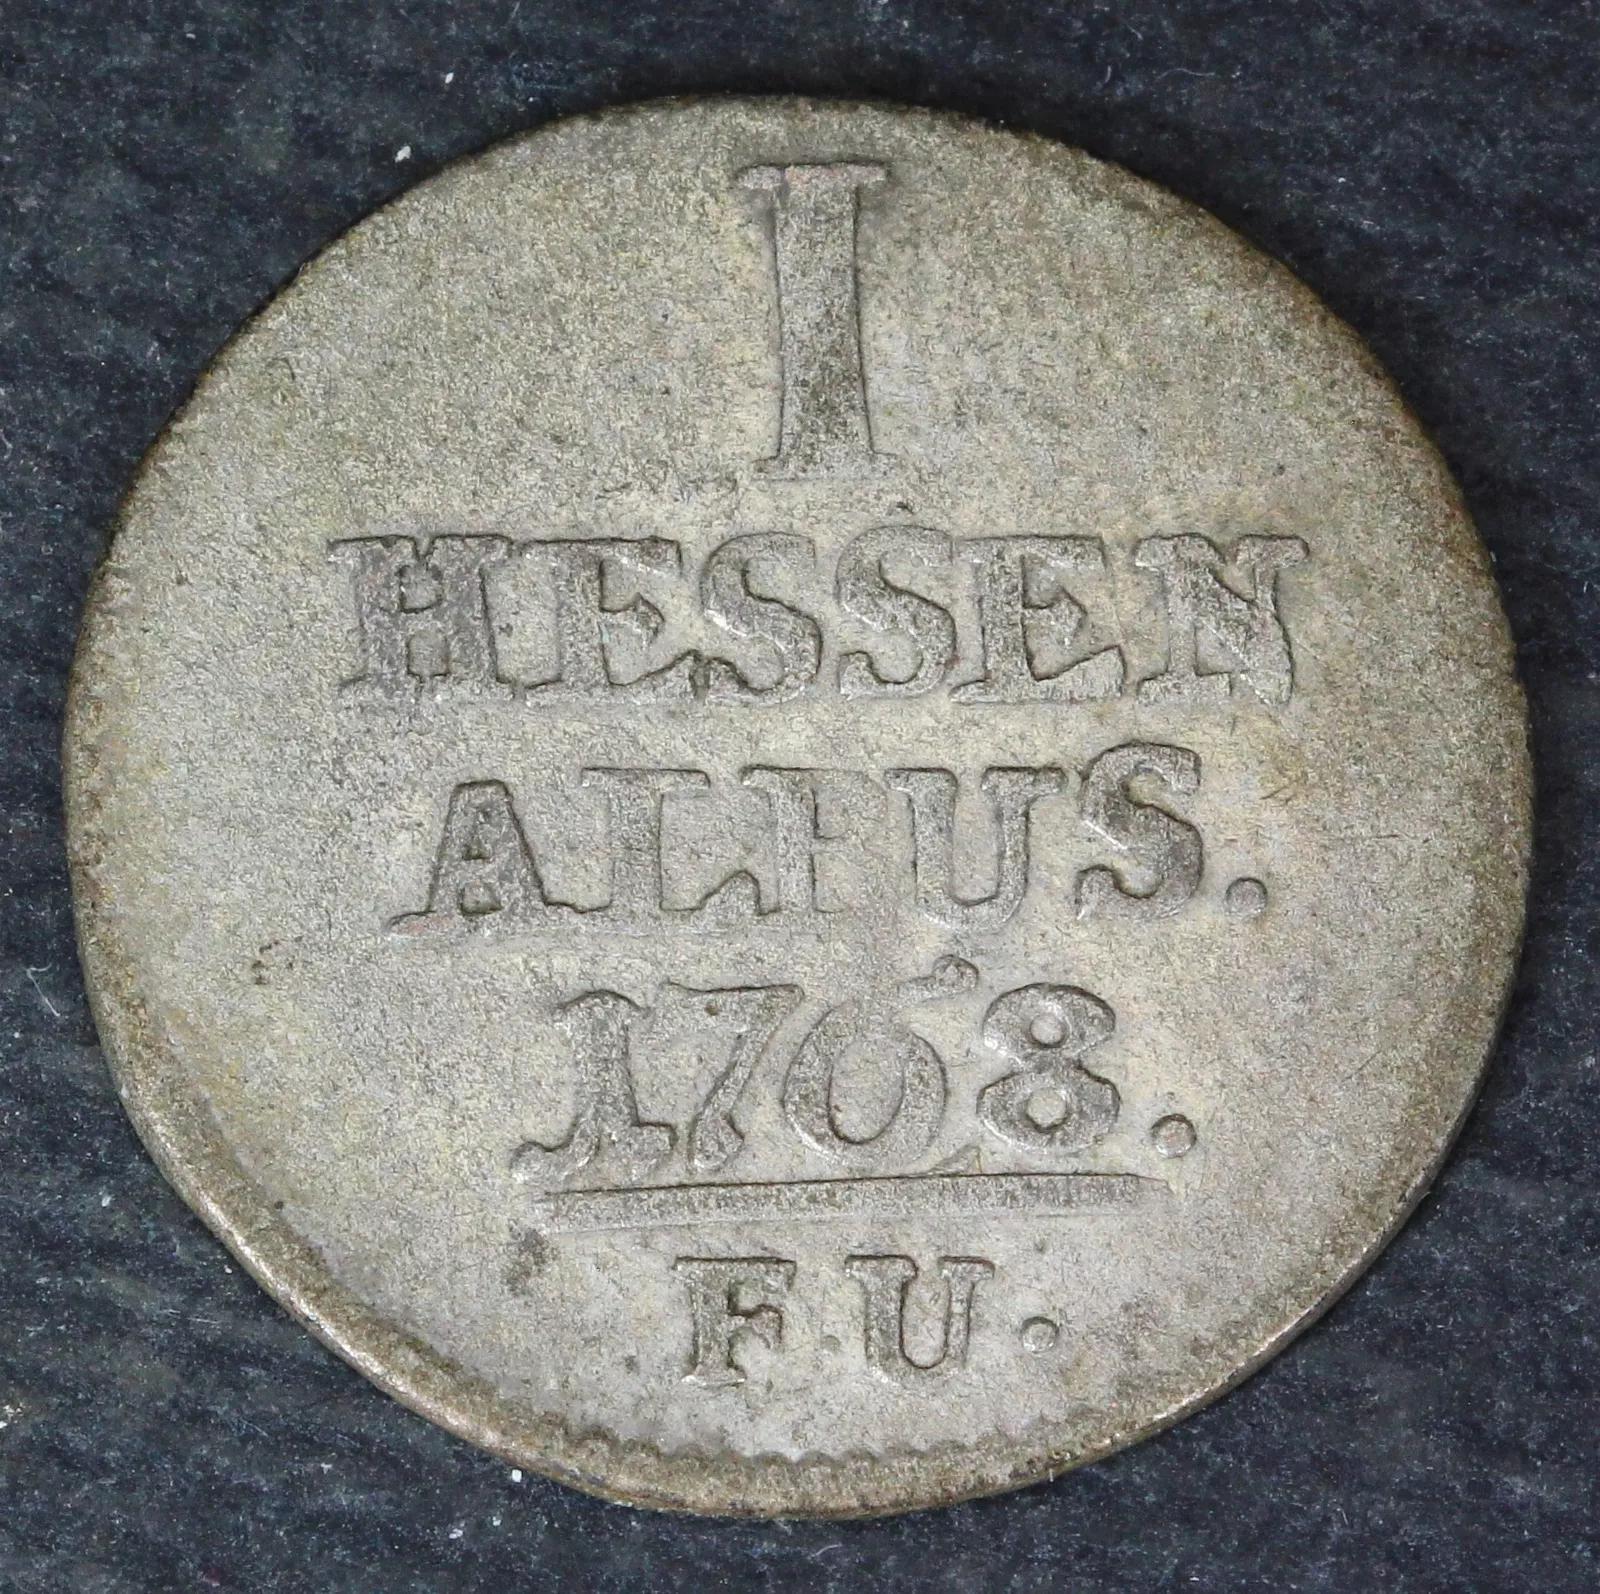 I
HESSEN
ALBUS.
1768.
F.U.